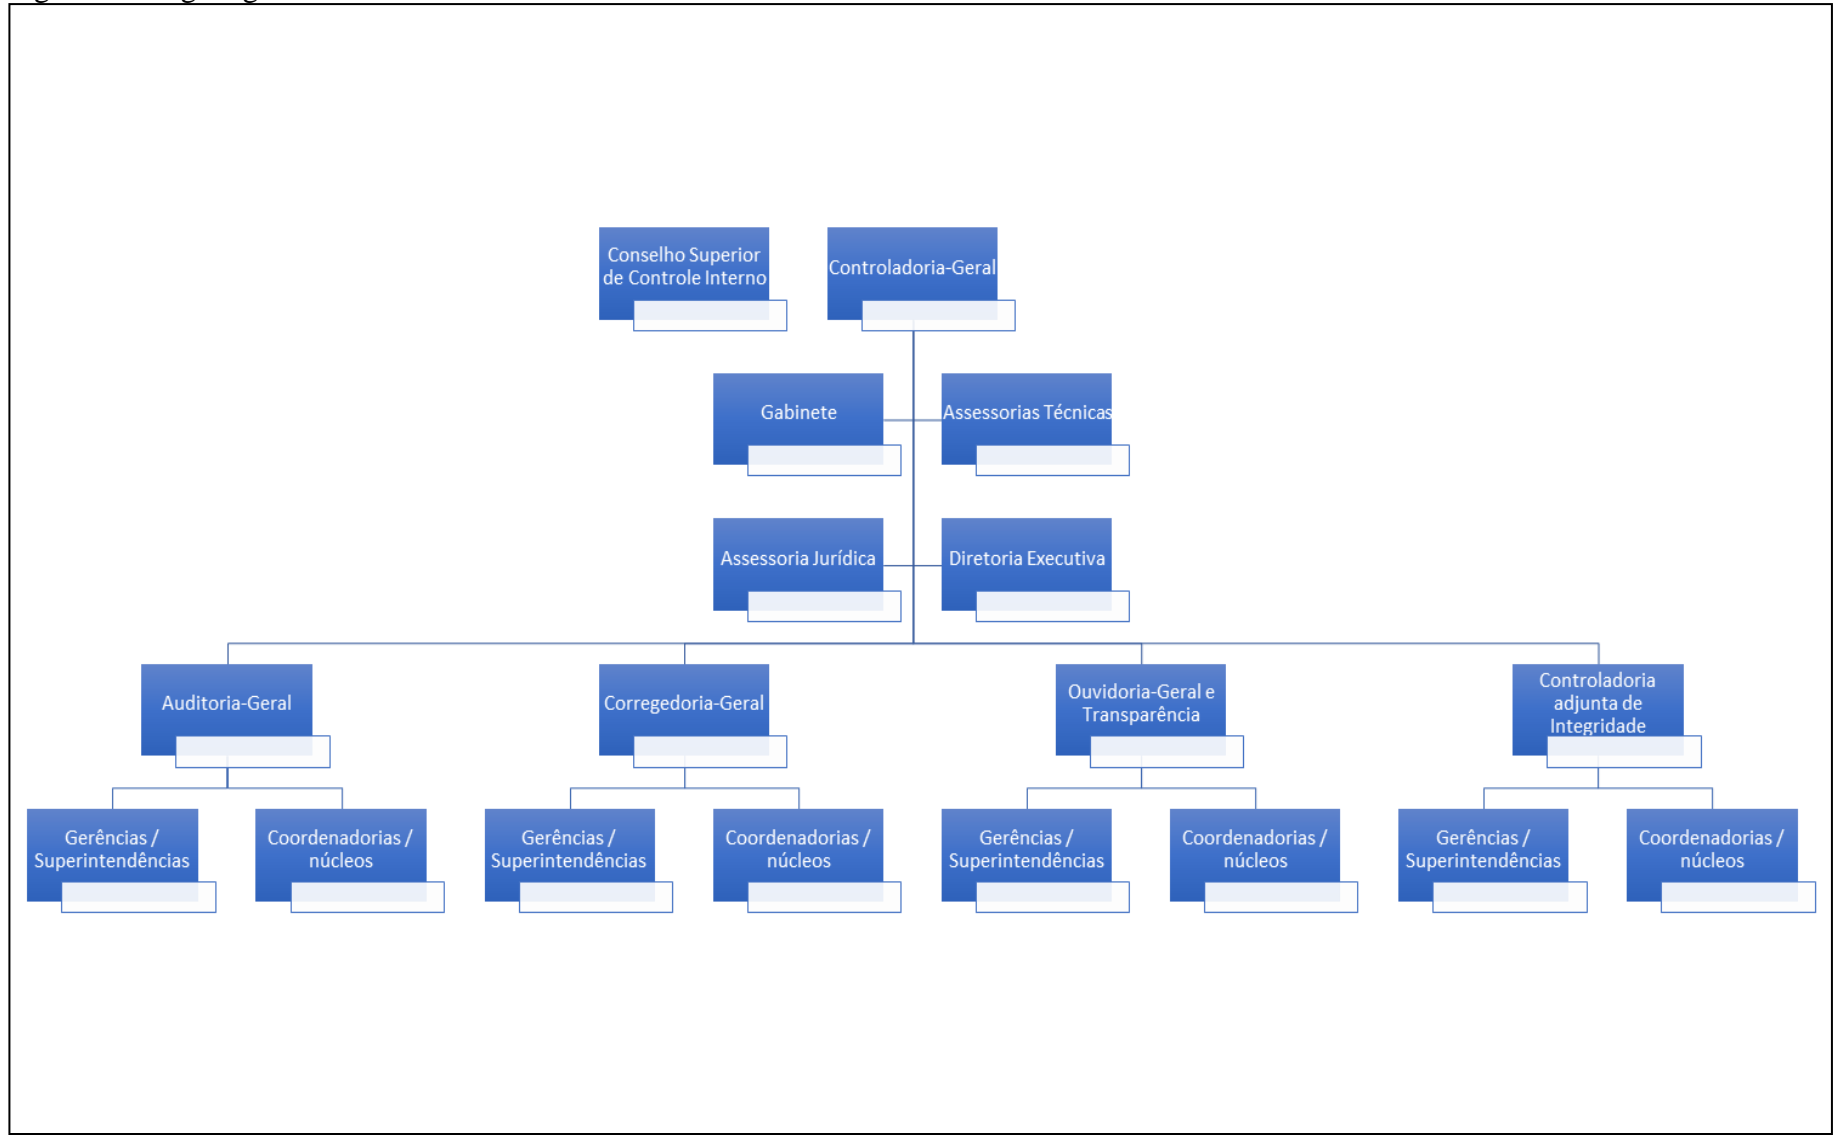 Conselho Superior
de Controle Interno
Controladoria-Geral
Gabinete
Assessorias Técnicas
Assessoria Jurídica
Diretoria Executiva
Auditoria-Geral
Corregedoria-Geral
Ouvidoria-Geral e
Transparência
Controladoria
adjunta de
Integridade
Gerências /
Superintendências
Coordenadorias /
núcleos
Gerências /
Superintendências
Coordenadorias /
núcleos
Gerências /
Superintendências
Coordenadorias /
núcleos
Gerências /
Superintendências
Coordenadorias /
núcleos